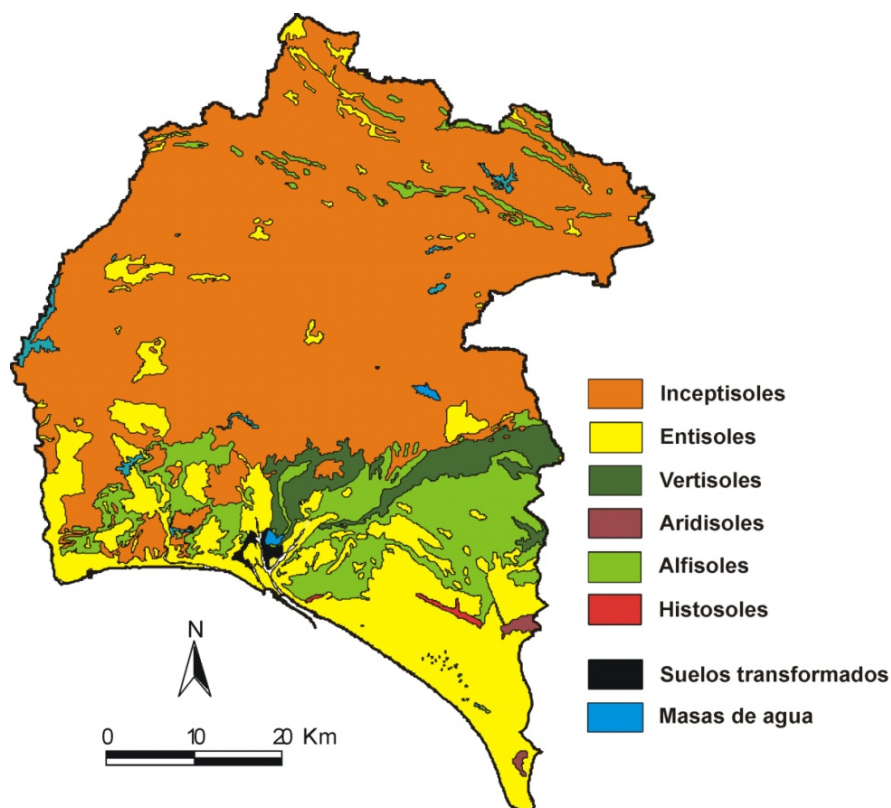 Inceptisoles
Entisoles
Vertisoles
Aridisoles
Alfisoles
Histosoles
Suelos transformados
Masas de agua
N
0 10 20 Km